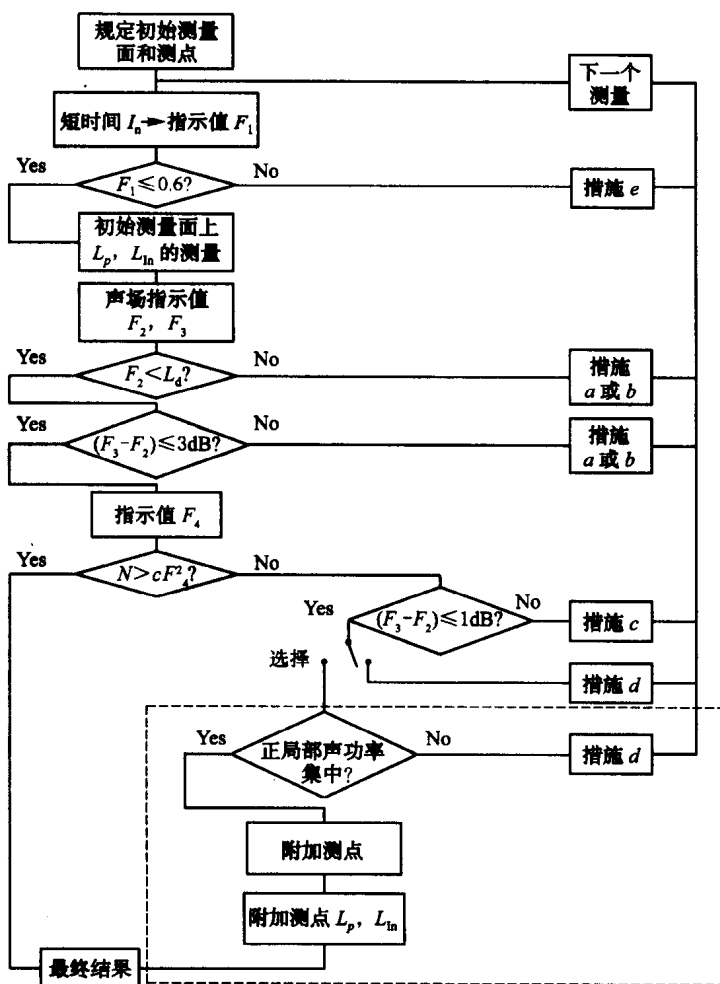 规定初始测量
面和测点
下一个
测量
短时间 Iₙ→指示值 F₁
Yes
F₁≤0.6?
No
措施 e
初始测量面上
Lₚ, L_In 的测量
声场指示值
F₂, F₃
Yes
F₂<L_d?
No
措施
a 或 b
Yes
(F₃-F₂)≤3dB?
No
措施
a 或 b
指示值 F₄
Yes
N>cF²₄?
No
Yes
(F₃-F₂)≤1dB?
No
措施 c
选择
措施 d
Yes
正局部声功率
集中?
No
措施 d
附加测点
附加测点 Lₚ, L_In
最终结果